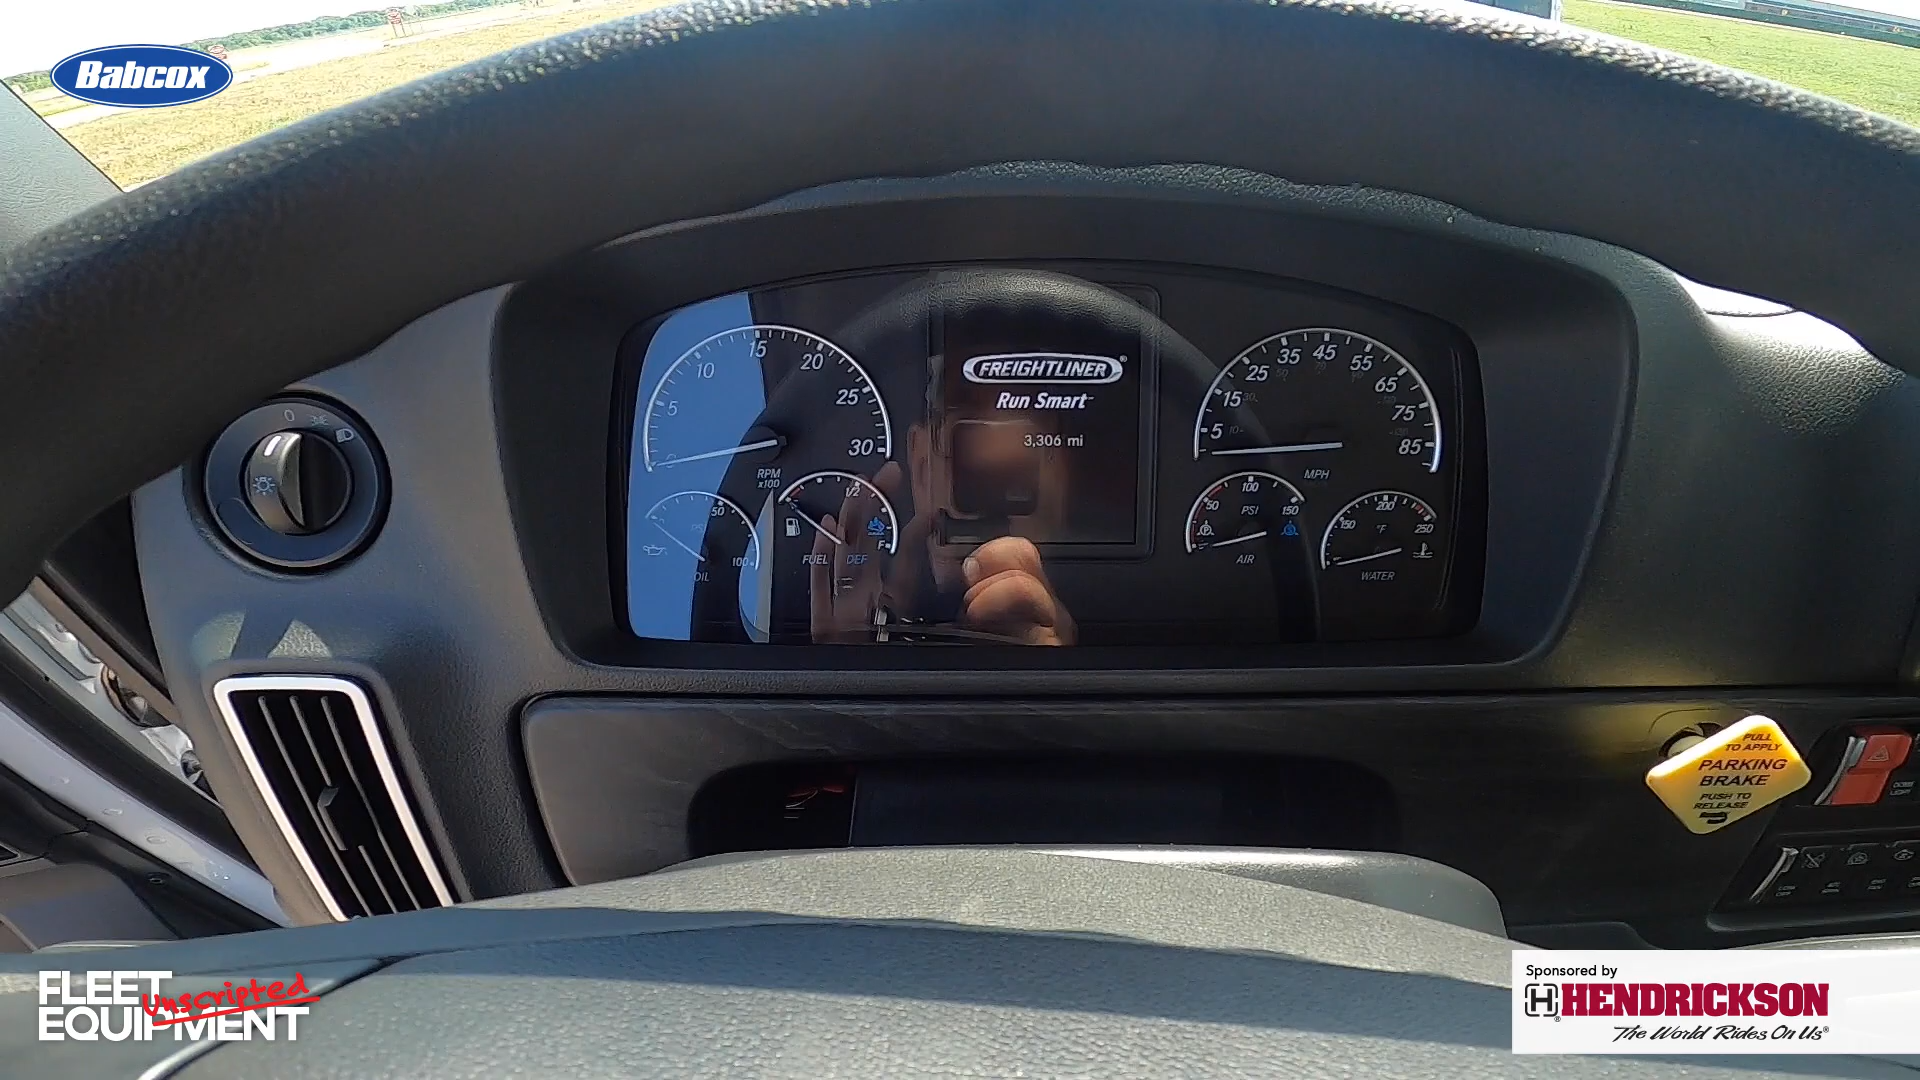 Babcox
0
5
10
15
20
25
30
RPM
x100
FREIGHTLINER®
Run Smart™
3,306 mi
5
15
25
35
45
55
65
75
85
MPH
50
100
OIL
1/2
F
FUEL
DEF
50
100
150
PSI
AIR
150
200
250
°F
WATER
PULL
TO APPLY
PARKING
BRAKE
PUSH TO
RELEASE
FLEET
Unscripted
EQUIPMENT
Sponsored by
H HENDRICKSON
The World Rides On Us®